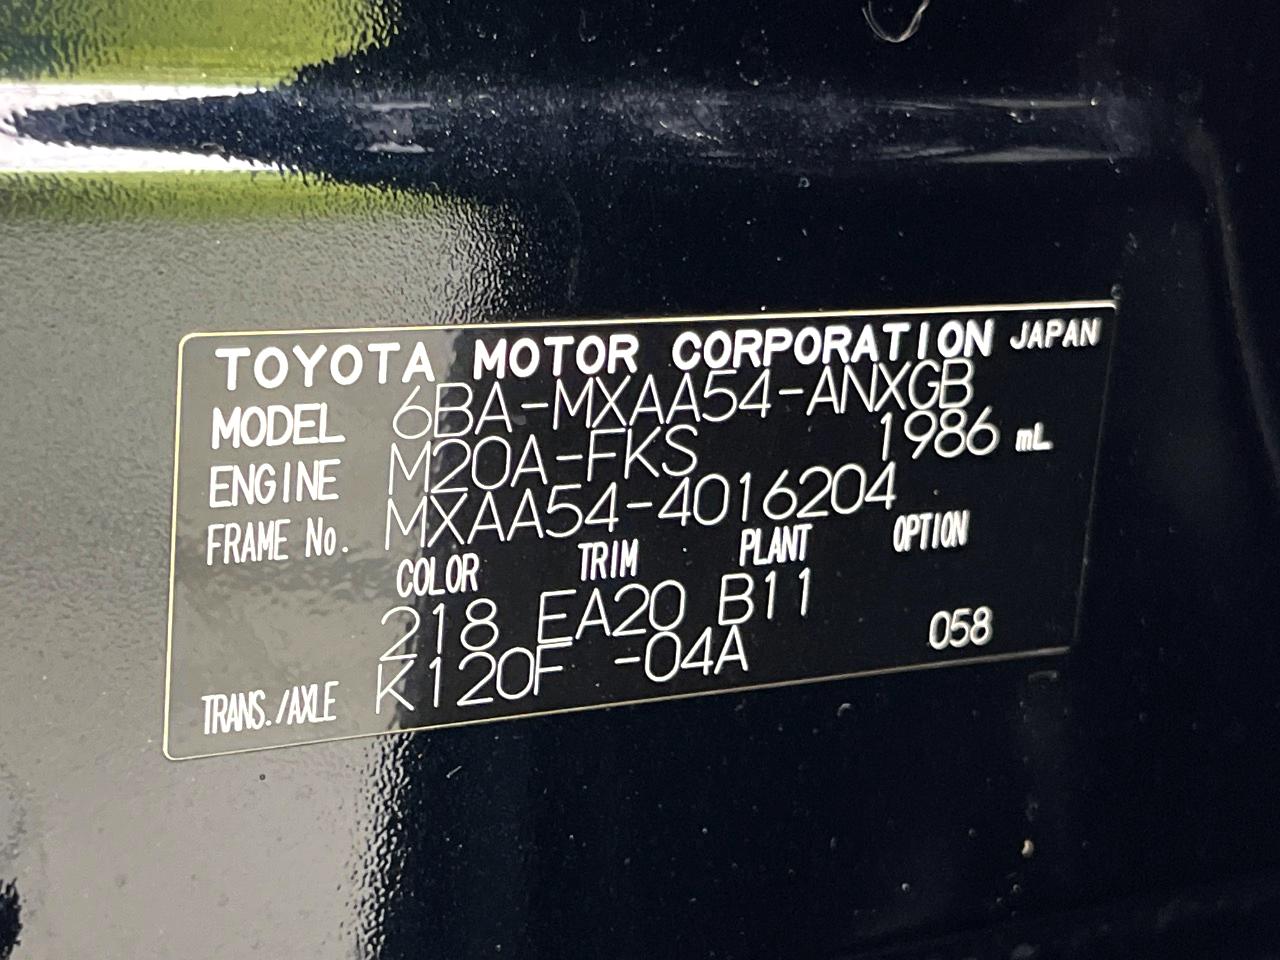 TOYOTA MOTOR CORPORATION JAPAN
MODEL 6BA-MXAA54-ANXGB
ENGINE M20A-FKS 1986 mL
FRAME No. MXAA54-4016204
COLOR TRIM PLANT OPTION
218 EA20 B11
TRANS./AXLE K120F -04A 058